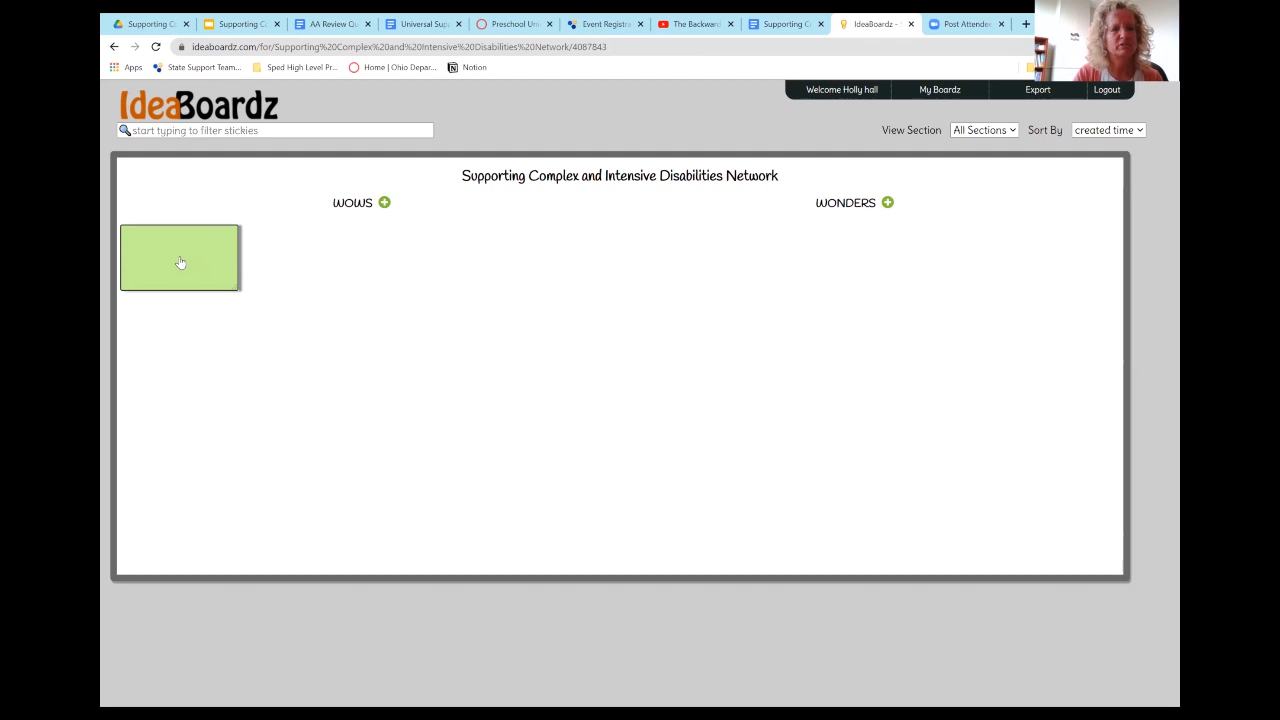 Supporting C
Supporting C
AA Review Qu
Universal Sup
Preschool Uni
Event Registra
The Backward
Supporting C
IdeaBoardz -
Post Attende
ideaboardz.com/for/Supporting%20Complex%20and%20Intensive%20Disabilities%20Network/4087843
Apps State Support Team... Sped High Level Pr... Home | Ohio Depar... Notion
IdeaBoardz
Welcome Holly hall My Boardz Export Logout
start typing to filter stickies
View Section All Sections Sort By created time
Supporting Complex and Intensive Disabilities Network
WOWS WONDERS